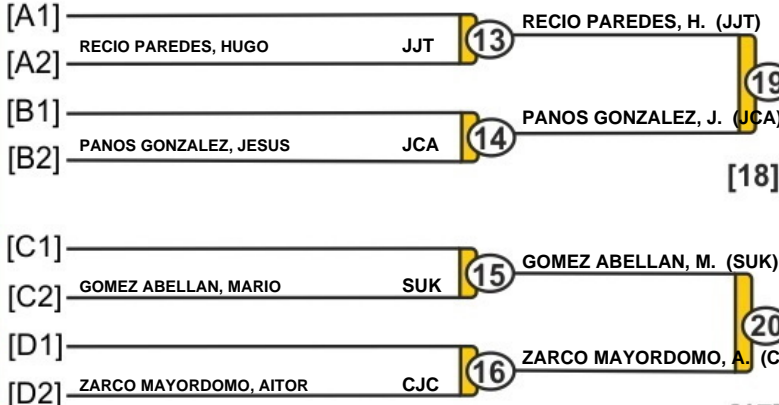 [A1]
RECIO PAREDES, H. (JJT)
RECIO PAREDES, HUGO JJT
13
[A2]
19
[B1]
PANOS GONZALEZ, J. (JCA)
PANOS GONZALEZ, JESUS JCA
14
[B2]
[18]
[C1]
GOMEZ ABELLAN, M. (SUK)
15
GOMEZ ABELLAN, MARIO SUK
[C2]
20
[D1]
ZARCO MAYORDOMO, A. (C
16
ZARCO MAYORDOMO, AITOR CJC
[D2]